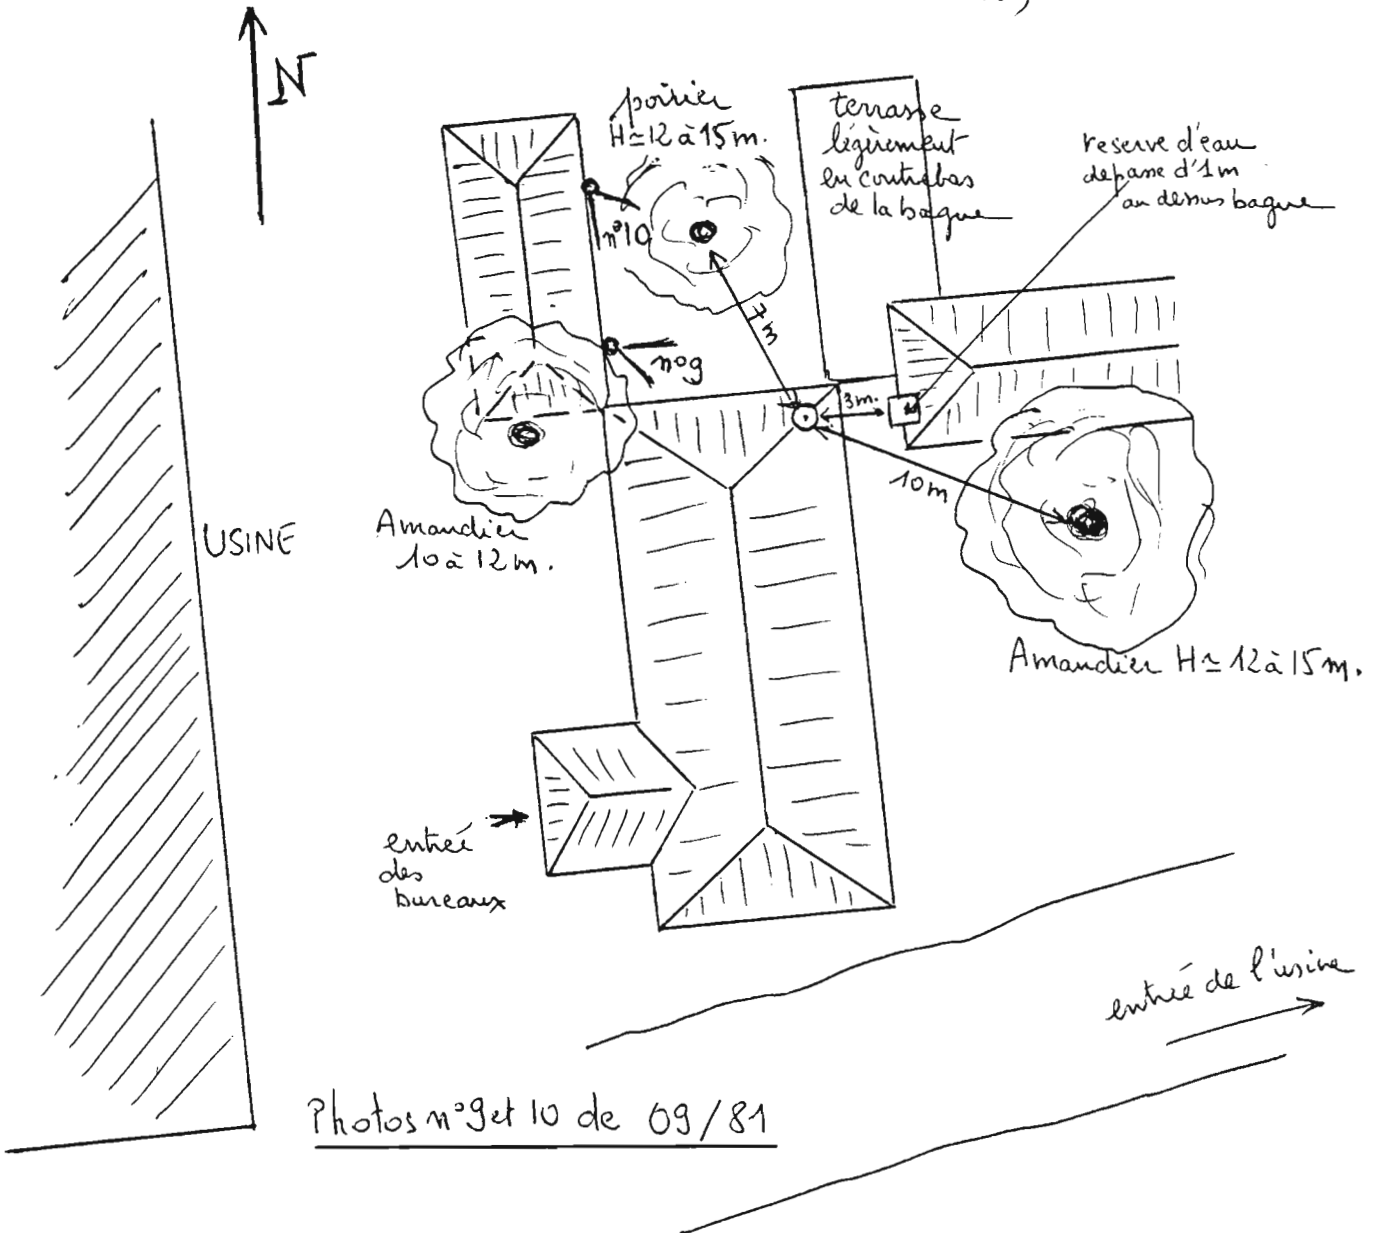 N
poirier
H≃12 à 15m.
terrasse
légèrement
en contrebas
de la bague
reserve d'eau
depasse d'1m
au dessus bague
n°10
7m
n°9
3m.
10m
USINE
Amandier
10 à 12m.
Amandier H≃12 à 15m.
entrée
des
bureaux
entrée de l'usine
Photos n°9 et 10 de 09/81